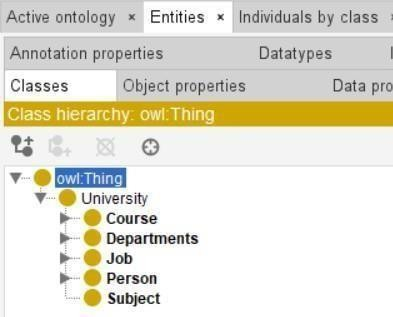 Active ontology × Entities × Individuals by class ×
Annotation properties Datatypes
Classes Object properties Data pro
Class hierarchy: owl:Thing
owl:Thing
University
Course
Departments
Job
Person
Subject